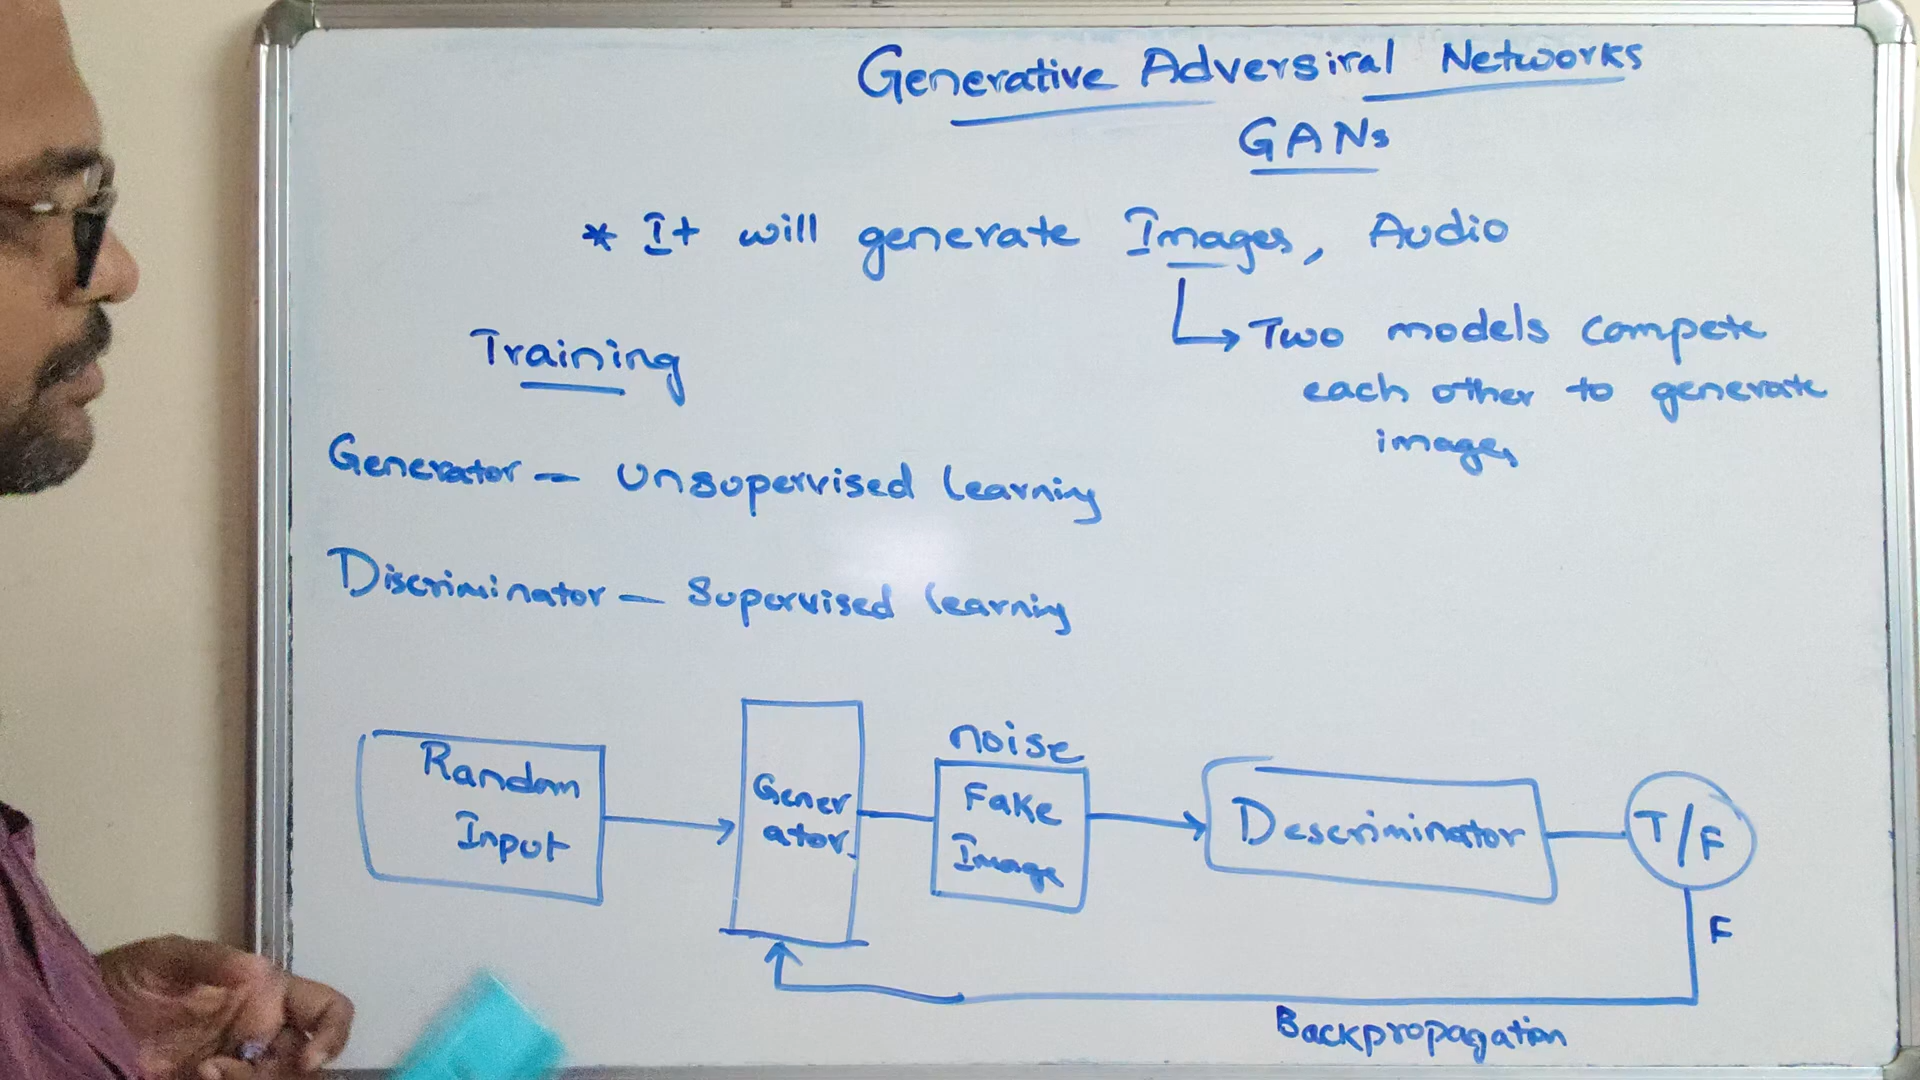 Generative Adversiral Networks
GANs
* It will generate Images, Audio
Two models compete
each other to generate
images
Training
Generator - Unsupervised learning
Discriminator - Supervised learning
Random
Input
Gener
ator.
noise
Fake
Image
Descriminator
T/F
F
Backpropagation